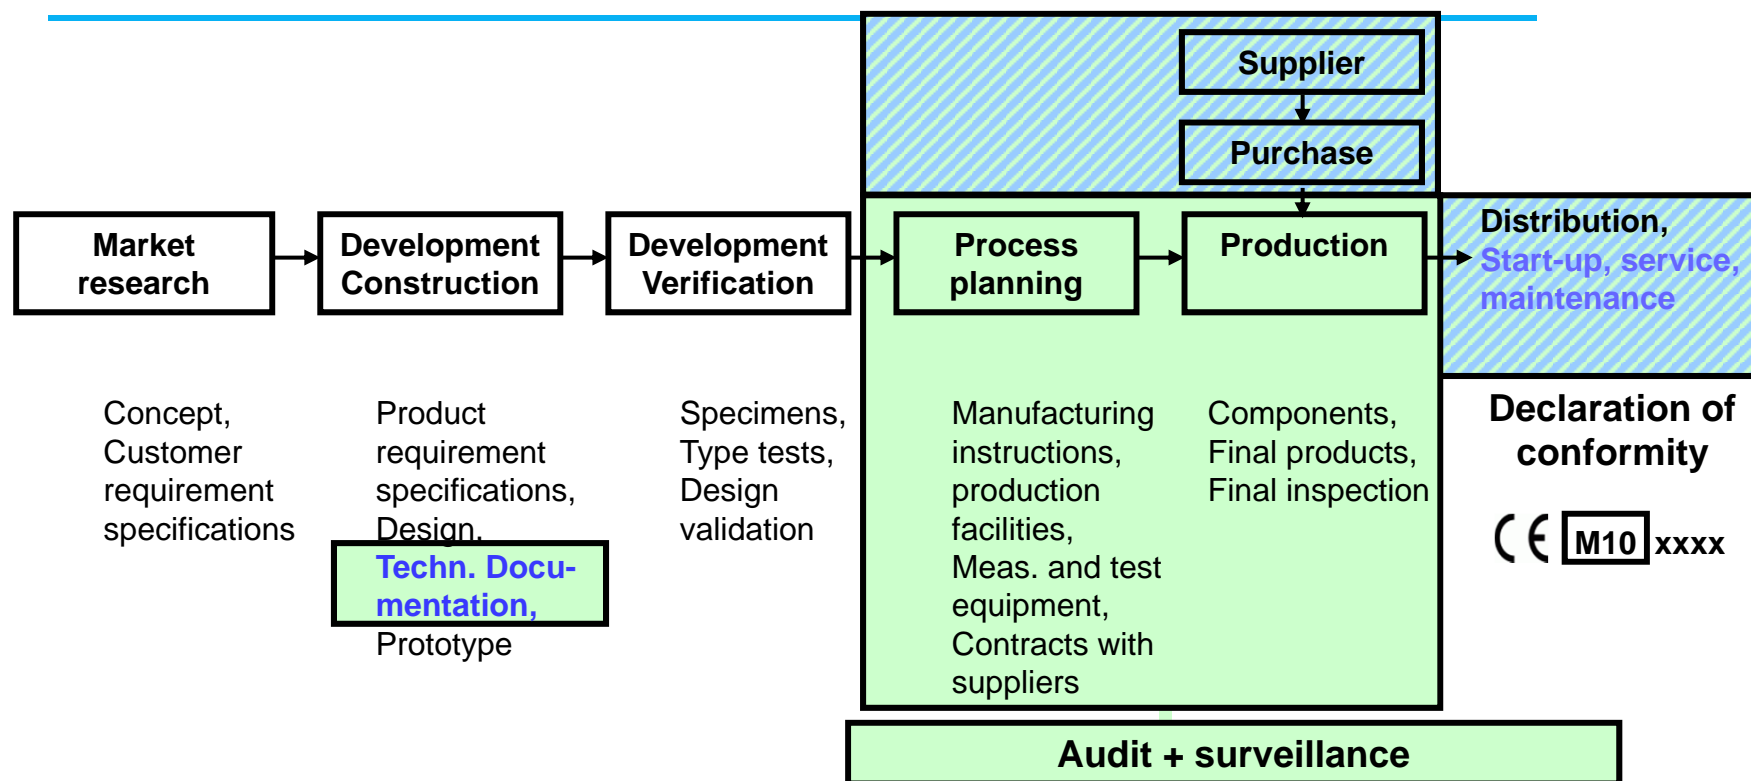 Supplier
Purchase
Market
research
Development
Construction
Development
Verification
Process
planning
Production
Distribution,
Start-up, service,
maintenance
Concept,
Customer
requirement
specifications
Product
requirement
specifications,
Design,
Techn. Docu-
mentation,
Prototype
Specimens,
Type tests,
Design
validation
Manufacturing
instructions,
production
facilities,
Meas. and test
equipment,
Contracts with
suppliers
Components,
Final products,
Final inspection
Declaration of
conformity
CE M10 xxxx
Audit + surveillance